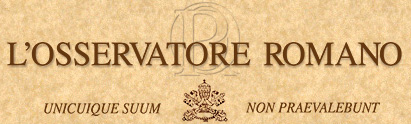 L'OSSERVATORE ROMANO
UNICUIQUE SUUM NON PRAEVALEBUNT